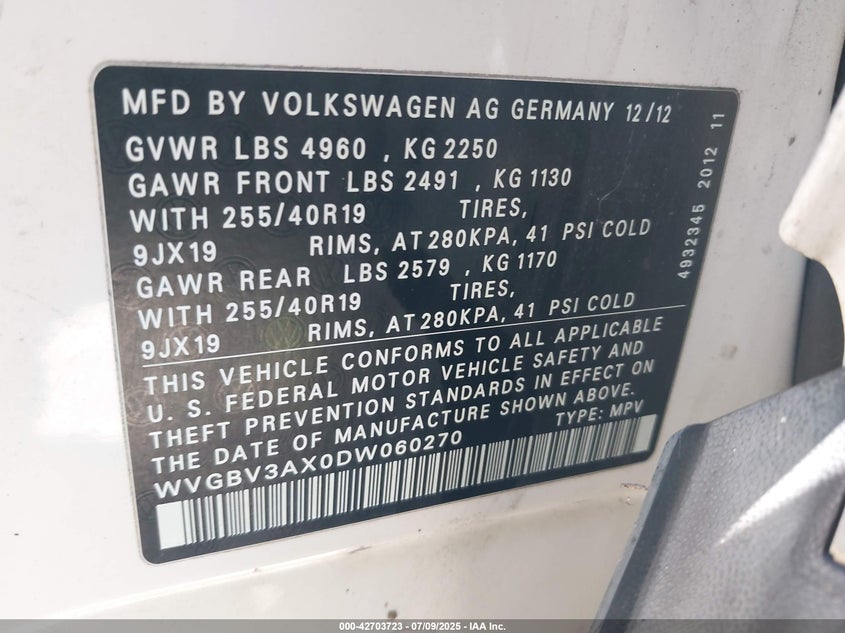 MFD BY VOLKSWAGEN AG GERMANY 12/12
GVWR LBS 4960 , KG 2250
GAWR FRONT LBS 2491 , KG 1130
WITH 255/40R19 TIRES,
9JX19 RIMS, AT 280KPA, 41 PSI COLD
GAWR REAR LBS 2579 , KG 1170
WITH 255/40R19 TIRES,
9JX19 RIMS, AT 280KPA, 41 PSI COLD
THIS VEHICLE CONFORMS TO ALL APPLICABLE
U. S. FEDERAL MOTOR VEHICLE SAFETY AND
THEFT PREVENTION STANDARDS IN EFFECT ON
THE DATE OF MANUFACTURE SHOWN ABOVE.
WVGBV3AX0DW060270 TYPE: MPV
4932345 2012 11
000-42703723 - 07/09/2025 - IAA Inc.